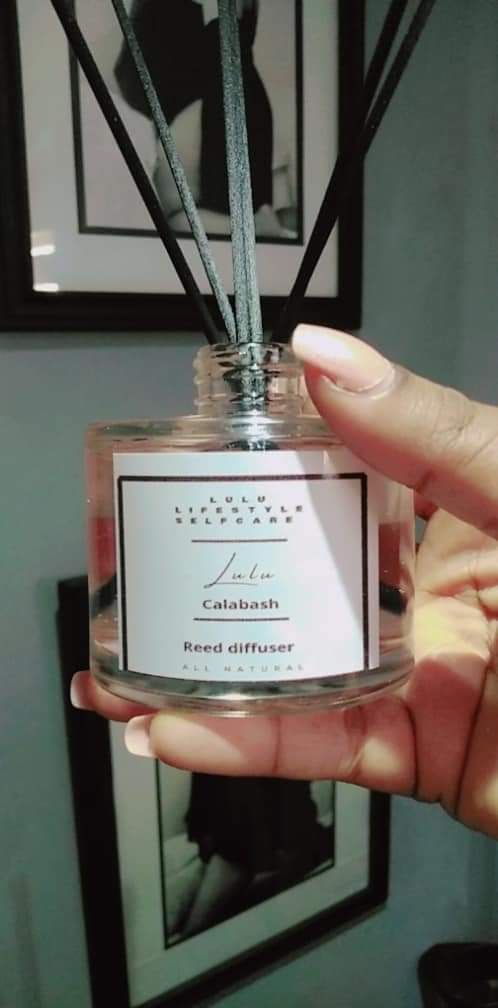 LULU
LIFESTYLE
SELFCARE
Lulu
Calabash
Reed diffuser
ALL NATURAL